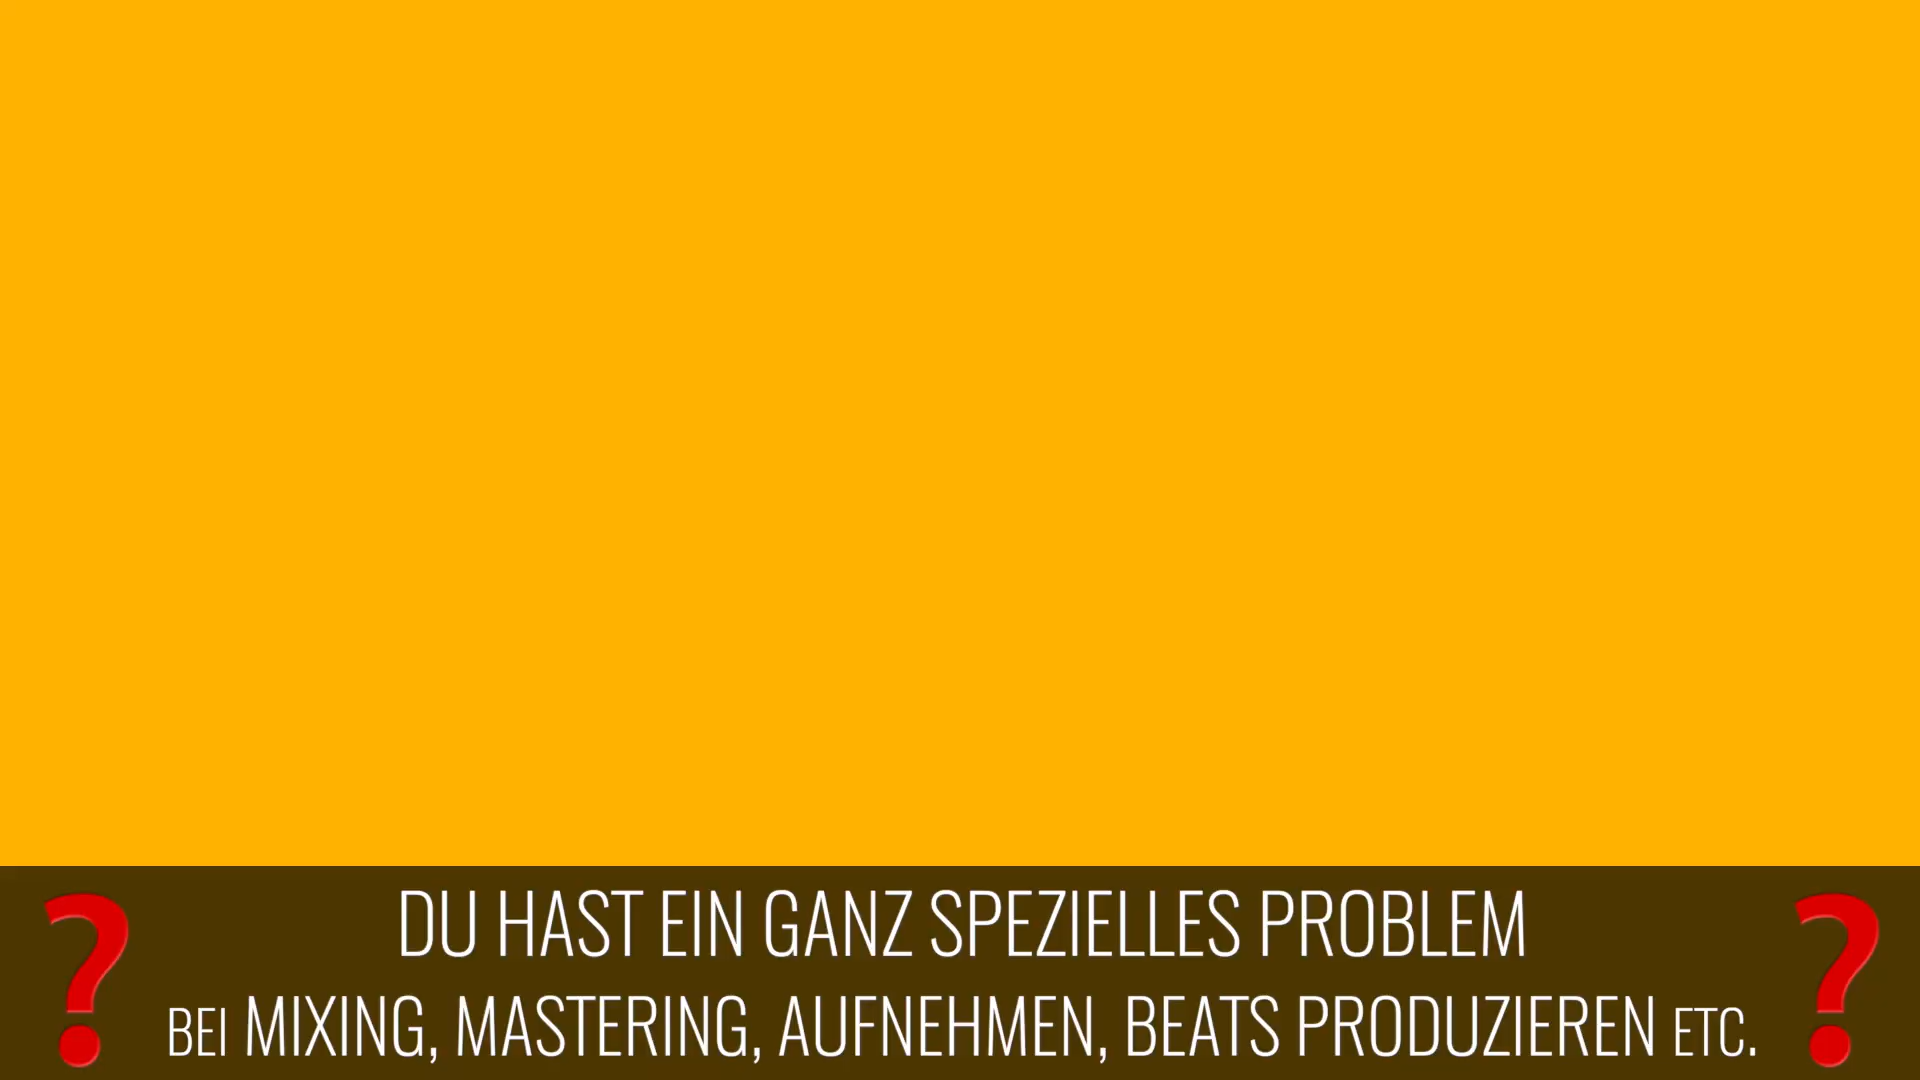 DU HAST EIN GANZ SPEZIELLES PROBLEM
BEI MIXING, MASTERING, AUFNEHMEN, BEATS PRODUZIEREN ETC.